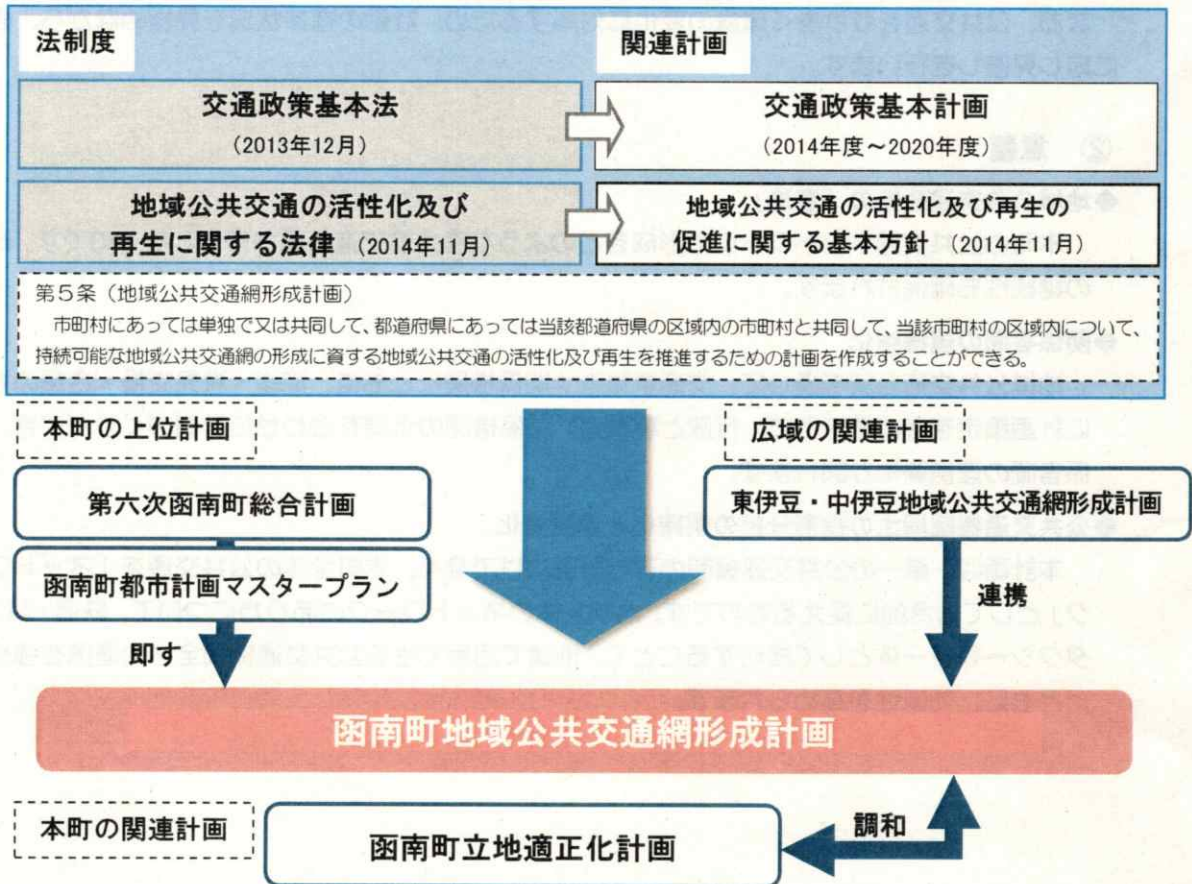 法制度
関連計画
交通政策基本法
(2013年12月)
交通政策基本計画
(2014年度～2020年度)
地域公共交通の活性化及び
再生に関する法律 (2014年11月)
地域公共交通の活性化及び再生の
促進に関する基本方針 (2014年11月)
第5条（地域公共交通網形成計画）
市町村にあっては単独で又は共同して、都道府県にあっては当該都道府県の区域内の市町村と共同して、当該市町村の区域内について、
持続可能な地域公共交通網の形成に資する地域公共交通の活性化及び再生を推進するための計画を作成することができる。
本町の上位計画
広域の関連計画
第六次函南町総合計画
東伊豆・中伊豆地域公共交通網形成計画
函南町都市計画マスタープラン
連携
即す
函南町地域公共交通網形成計画
本町の関連計画
函南町立地適正化計画
調和